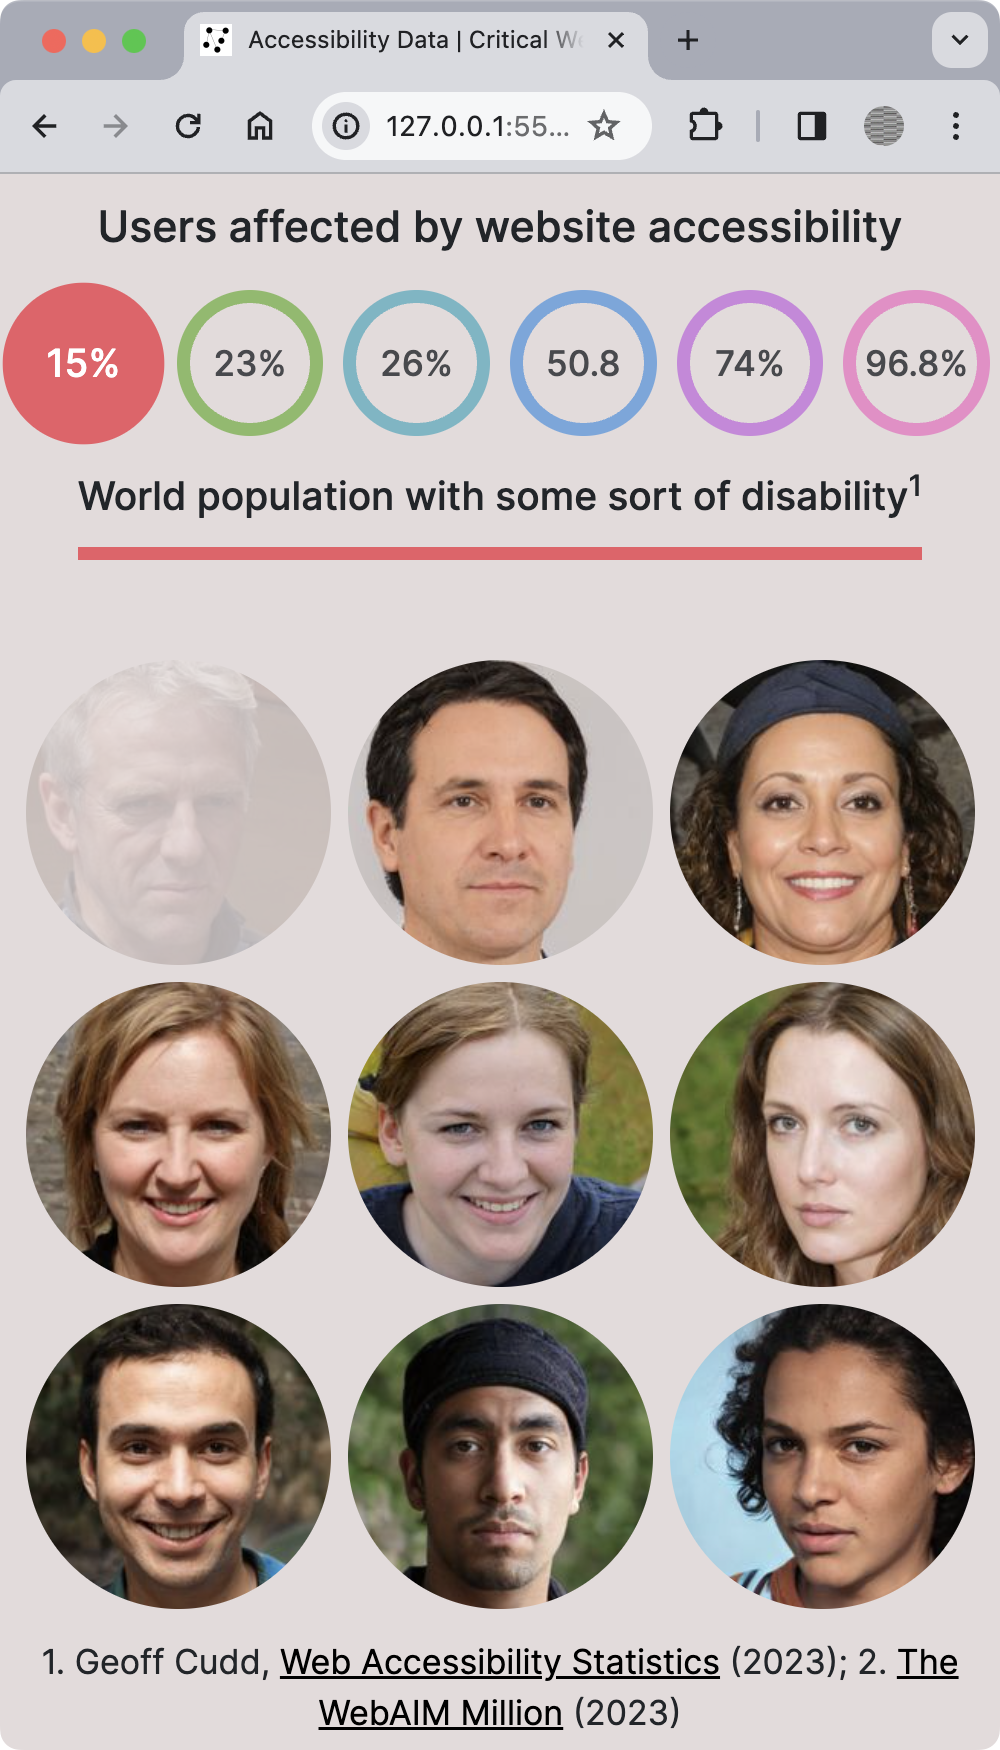 Accessibility Data | Critical We
127.0.0.1:55...
Users affected by website accessibility
15% 23% 26% 50.8 74% 96.8%
World population with some sort of disability1
1. Geoff Cudd, Web Accessibility Statistics (2023); 2. The
WebAIM Million (2023)